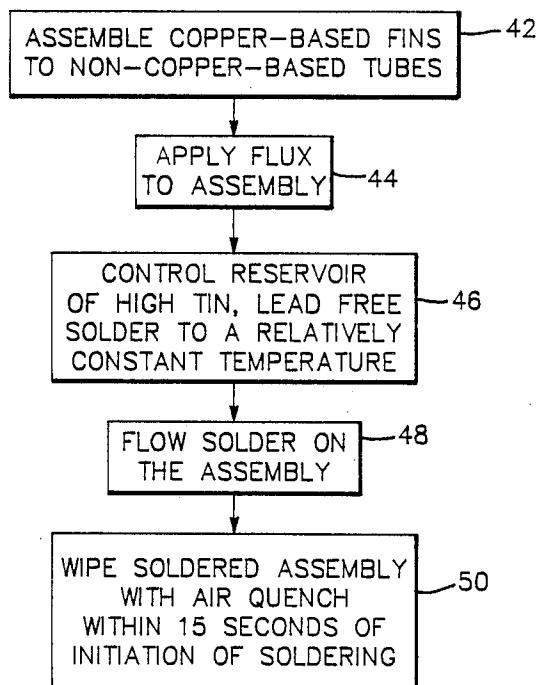 ASSEMBLE COPPER-BASED FINS
TO NON-COPPER-BASED TUBES
42
APPLY FLUX
TO ASSEMBLY
44
CONTROL RESERVOIR
OF HIGH TIN, LEAD FREE
SOLDER TO A RELATIVELY
CONSTANT TEMPERATURE
46
FLOW SOLDER ON
THE ASSEMBLY
48
WIPE SOLDERED ASSEMBLY
WITH AIR QUENCH
WITHIN 15 SECONDS OF
INITIATION OF SOLDERING
50